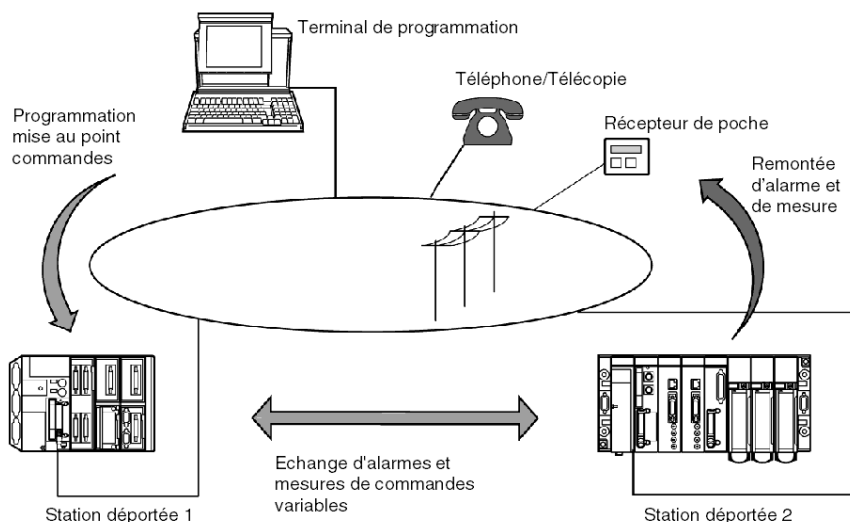 Terminal de programmation
Téléphone/Télécopie
Programmation
mise au point
commandes
Récepteur de poche
Remontée
d'alarme et
de mesure
Echange d'alarmes et
mesures de commandes
variables
Station déportée 1
Station déportée 2